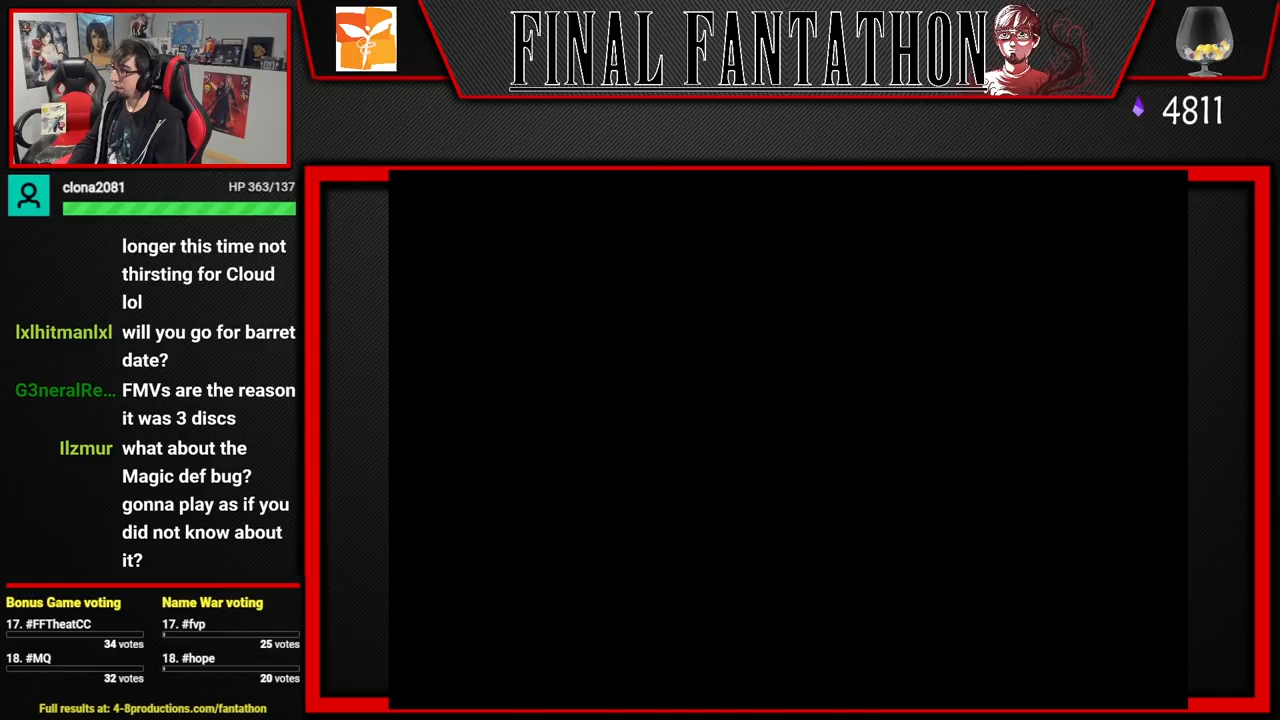 FINAL FANTATHON
4811
clona2081 HP 363/137
longer this time not
thirsting for Cloud
lol
lxlhitmanlxl will you go for barret
date?
G3neralRe... FMVs are the reason
it was 3 discs
Ilzmur what about the
Magic def bug?
gonna play as if you
did not know about
it?
Bonus Game voting Name War voting
17. #FFTheatCC 17. #fvp
34 votes 25 votes
18. #MQ 18. #hope
32 votes 20 votes
Full results at: 4-8productions.com/fantathon